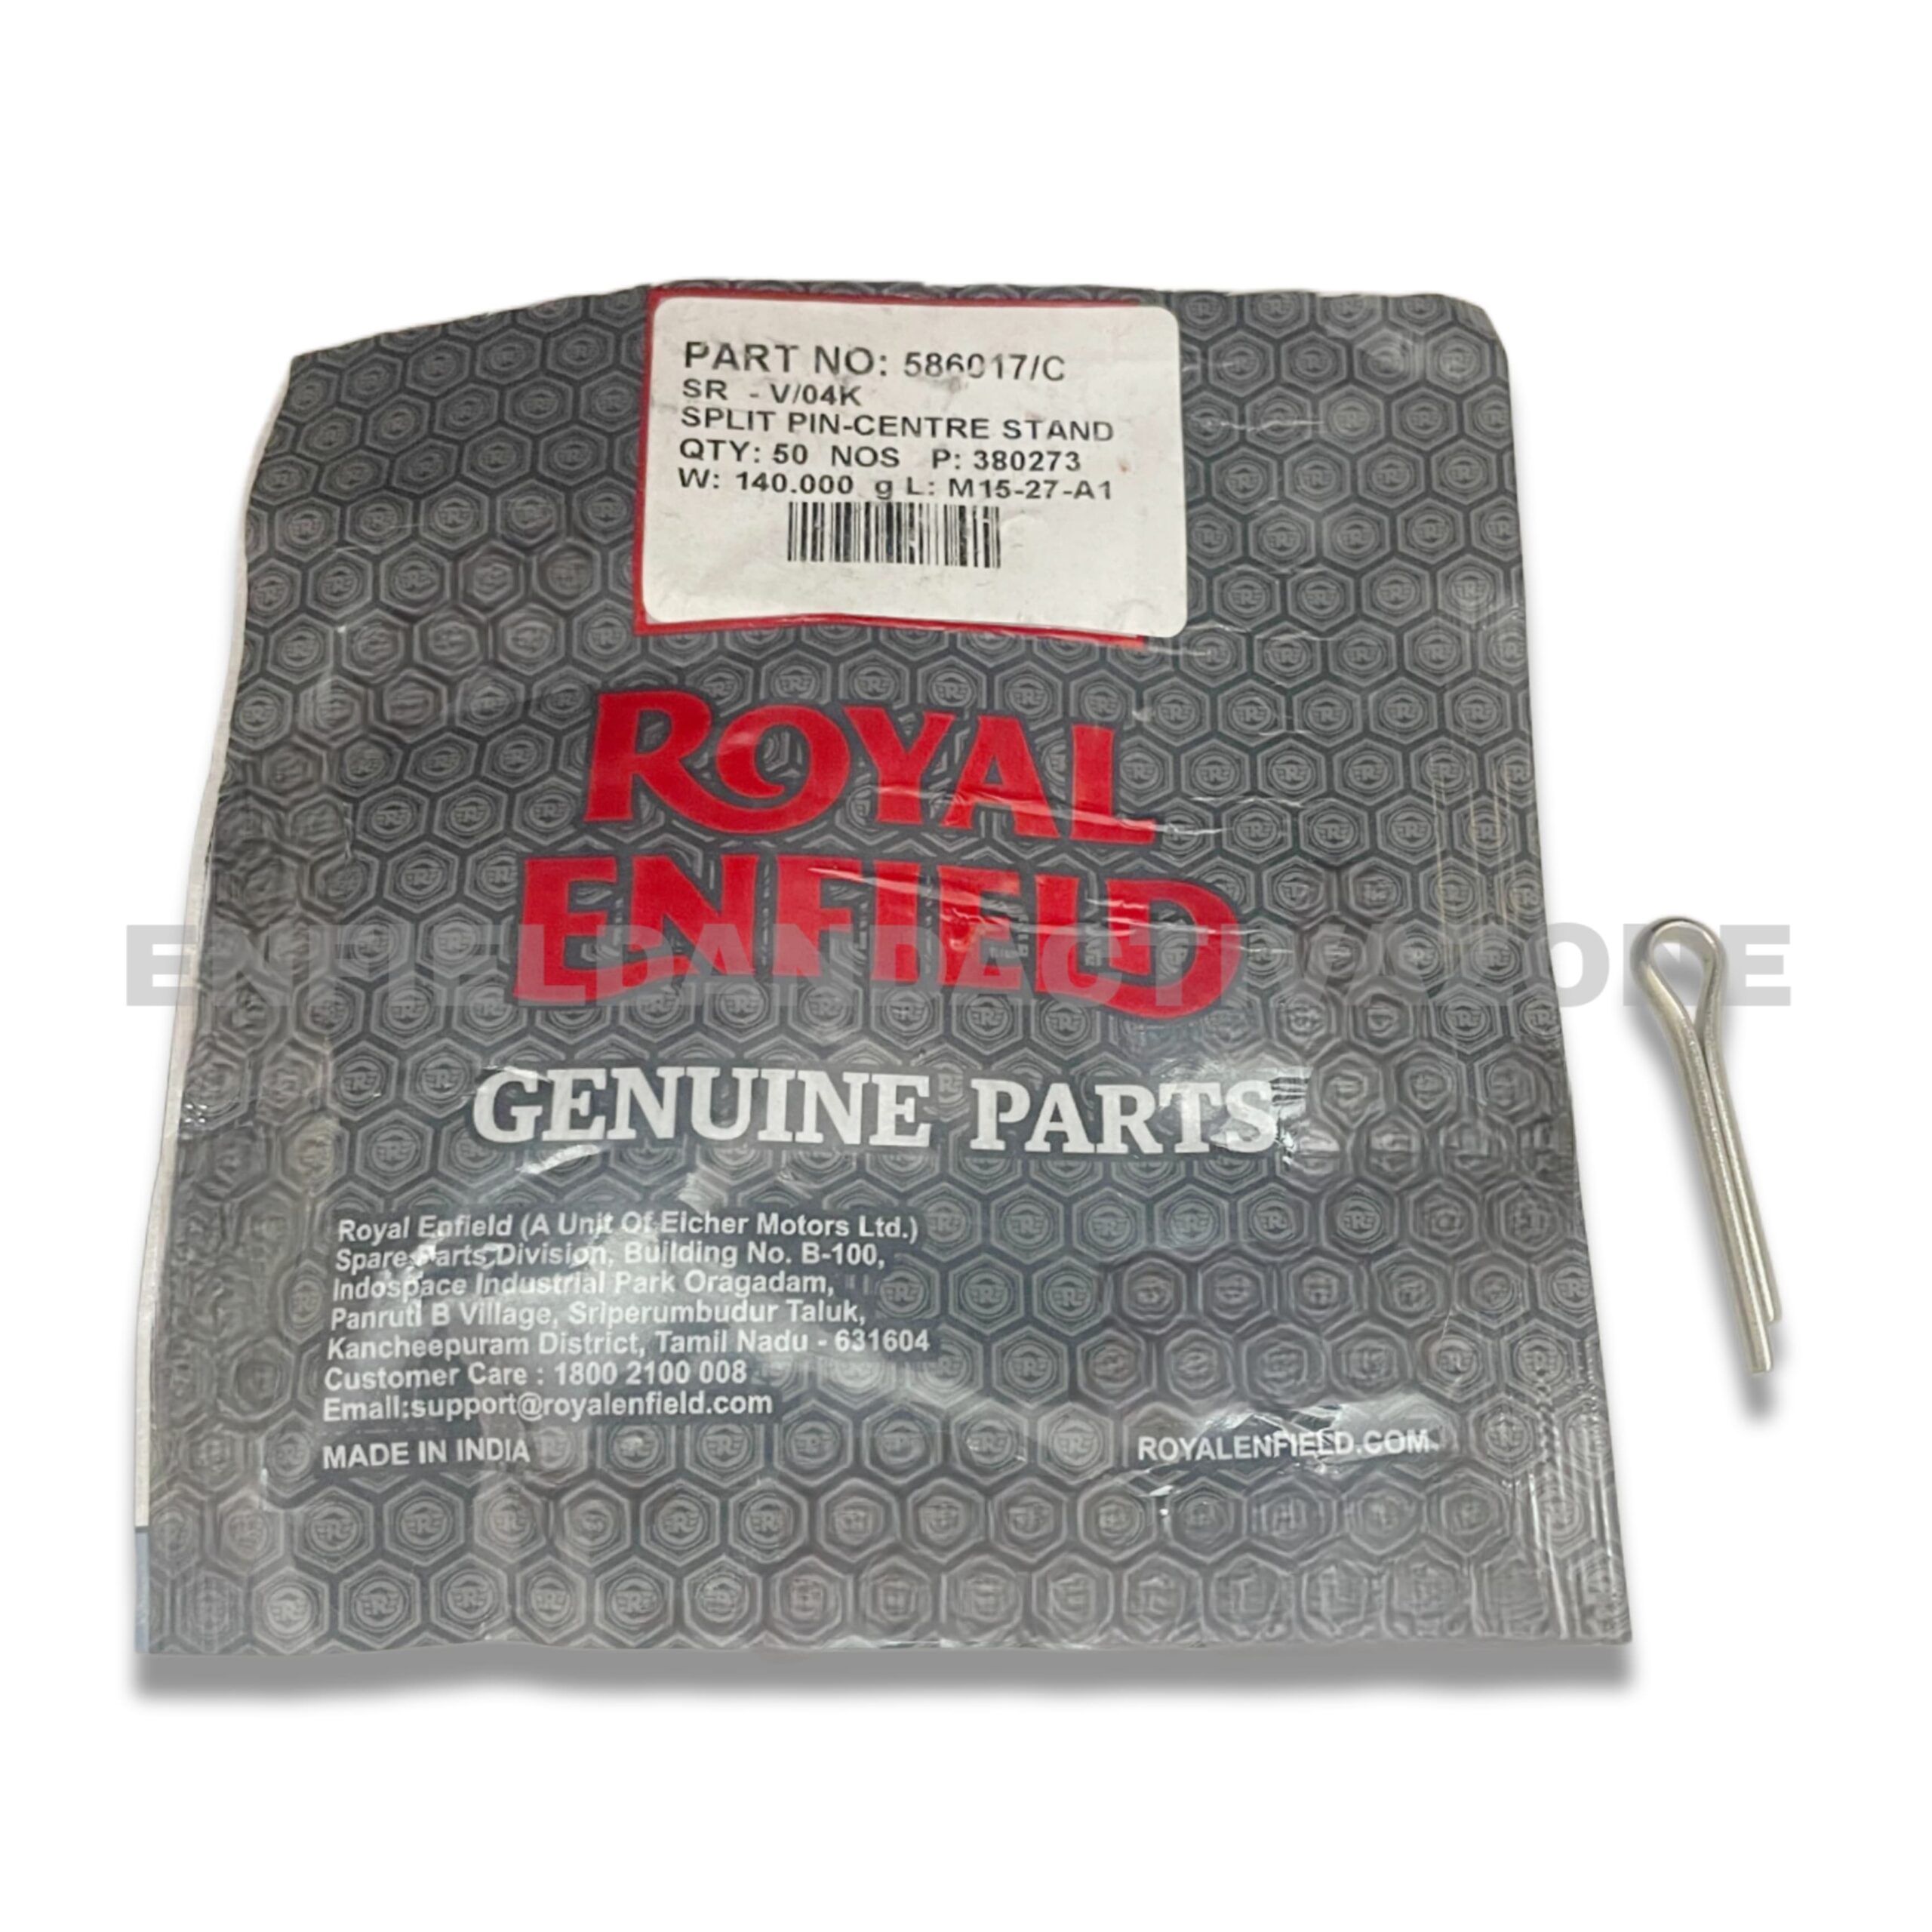 PART NO: 586017/C
SR - V/04K
SPLIT PIN-CENTRE STAND
QTY: 50 NOS P: 380273
W: 140.000 g L: M15-27-A1
ROYAL
ENFIELD
GENUINE PARTS
Royal Enfield (A Unit Of Eicher Motors Ltd.)
Spare Parts Division, Building No. B-100,
Indospace Industrial Park Oragadam,
Panruti B Village, Sriperumbudur Taluk,
Kancheepuram District, Tamil Nadu - 631604
Customer Care : 1800 2100 008
Email:support@royalenfield.com
MADE IN INDIA
ROYALENFIELD.COM